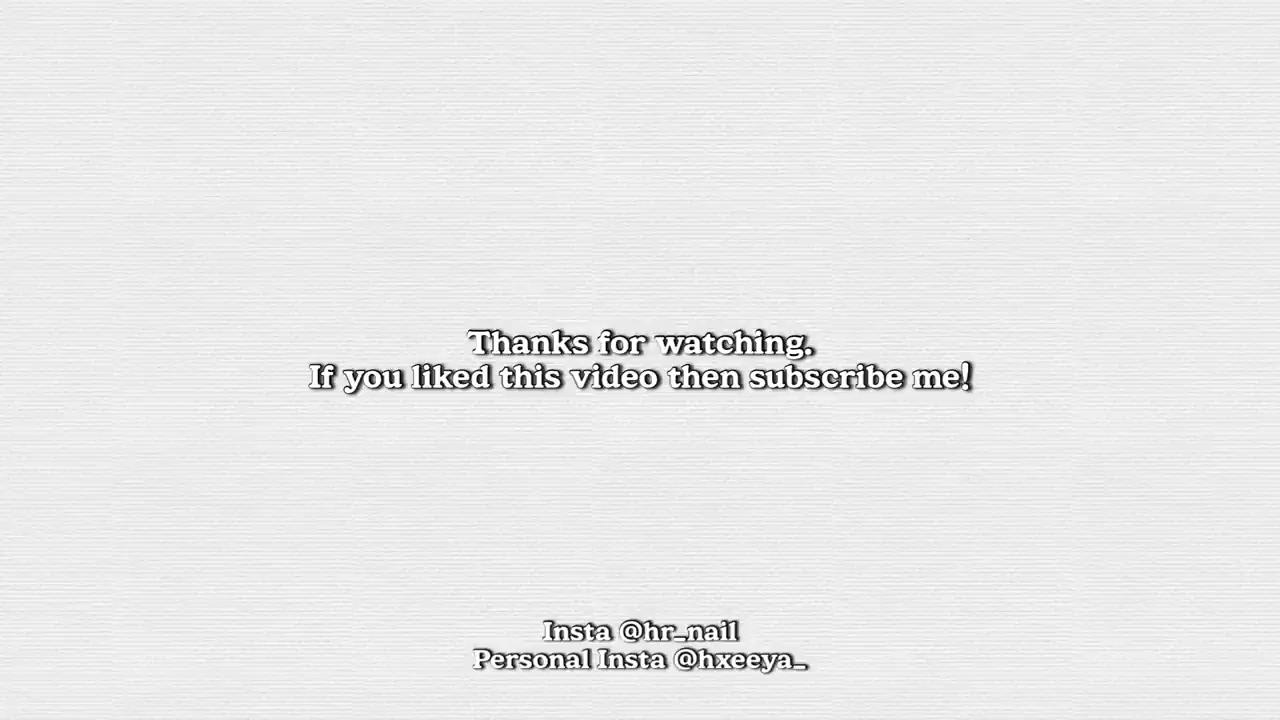 Thanks for watching.
If you liked this video then subscribe me!
Insta @hr_nail
Personal Insta @hxeeya_